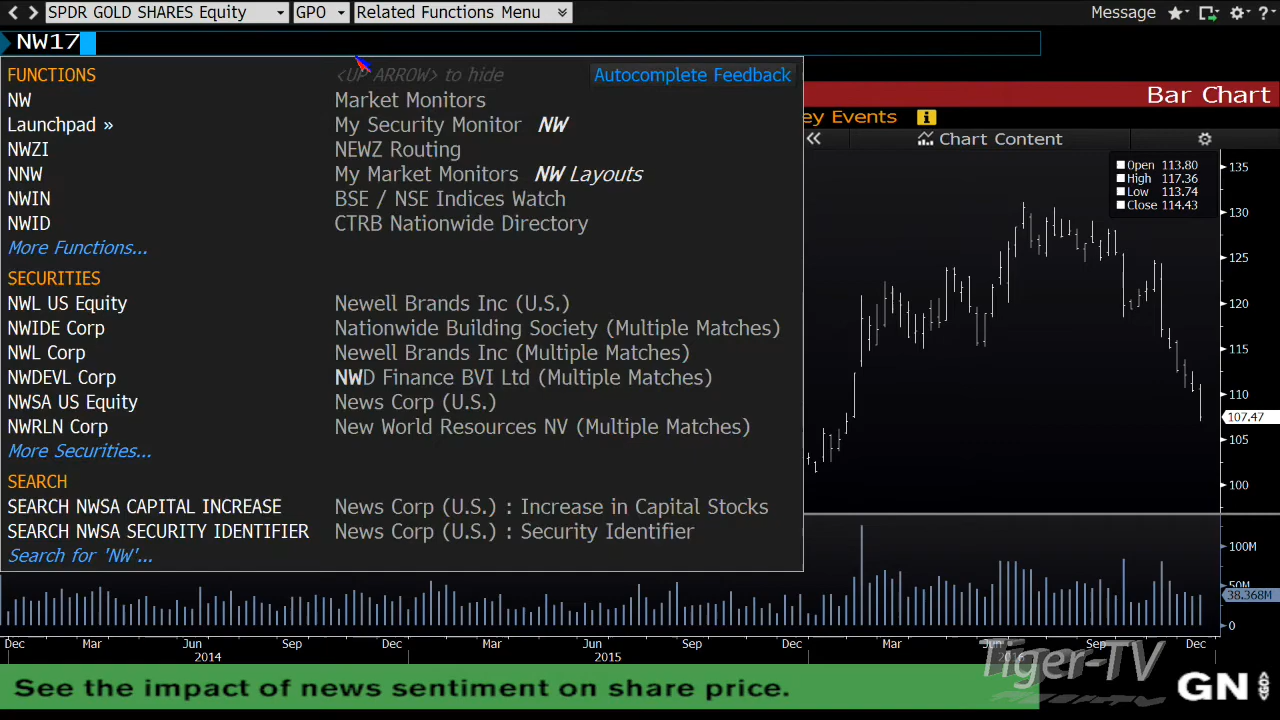 SPDR GOLD SHARES Equity GPO Related Functions Menu Message ?
NW17
FUNCTIONS <UP ARROW> to hide Autocomplete Feedback
NW Market Monitors
Launchpad » My Security Monitor NW
NWZI NEWZ Routing
NNW My Market Monitors NW Layouts
NWIN BSE / NSE Indices Watch
NWID CTRB Nationwide Directory
More Functions...
SECURITIES
NWL US Equity Newell Brands Inc (U.S.)
NWIDE Corp Nationwide Building Society (Multiple Matches)
NWL Corp Newell Brands Inc (Multiple Matches)
NWDEVL Corp NWD Finance BVI Ltd (Multiple Matches)
NWSA US Equity News Corp (U.S.)
NWRLN Corp New World Resources NV (Multiple Matches)
More Securities...
SEARCH
SEARCH NWSA CAPITAL INCREASE News Corp (U.S.) : Increase in Capital Stocks
SEARCH NWSA SECURITY IDENTIFIER News Corp (U.S.) : Security Identifier
Search for 'NW'...
Bar Chart
ey Events i
« Chart Content
Open 113.80
High 117.36
Low 113.74
Close 114.43
135
130
125
120
115
110
107.47
105
100
100M
50M
38.368M
0
Dec Mar Jun Sep Dec Mar Jun Sep Dec Mar Jun Sep Dec
2014 2015 2016
Tiger-TV
See the impact of news sentiment on share price. GN